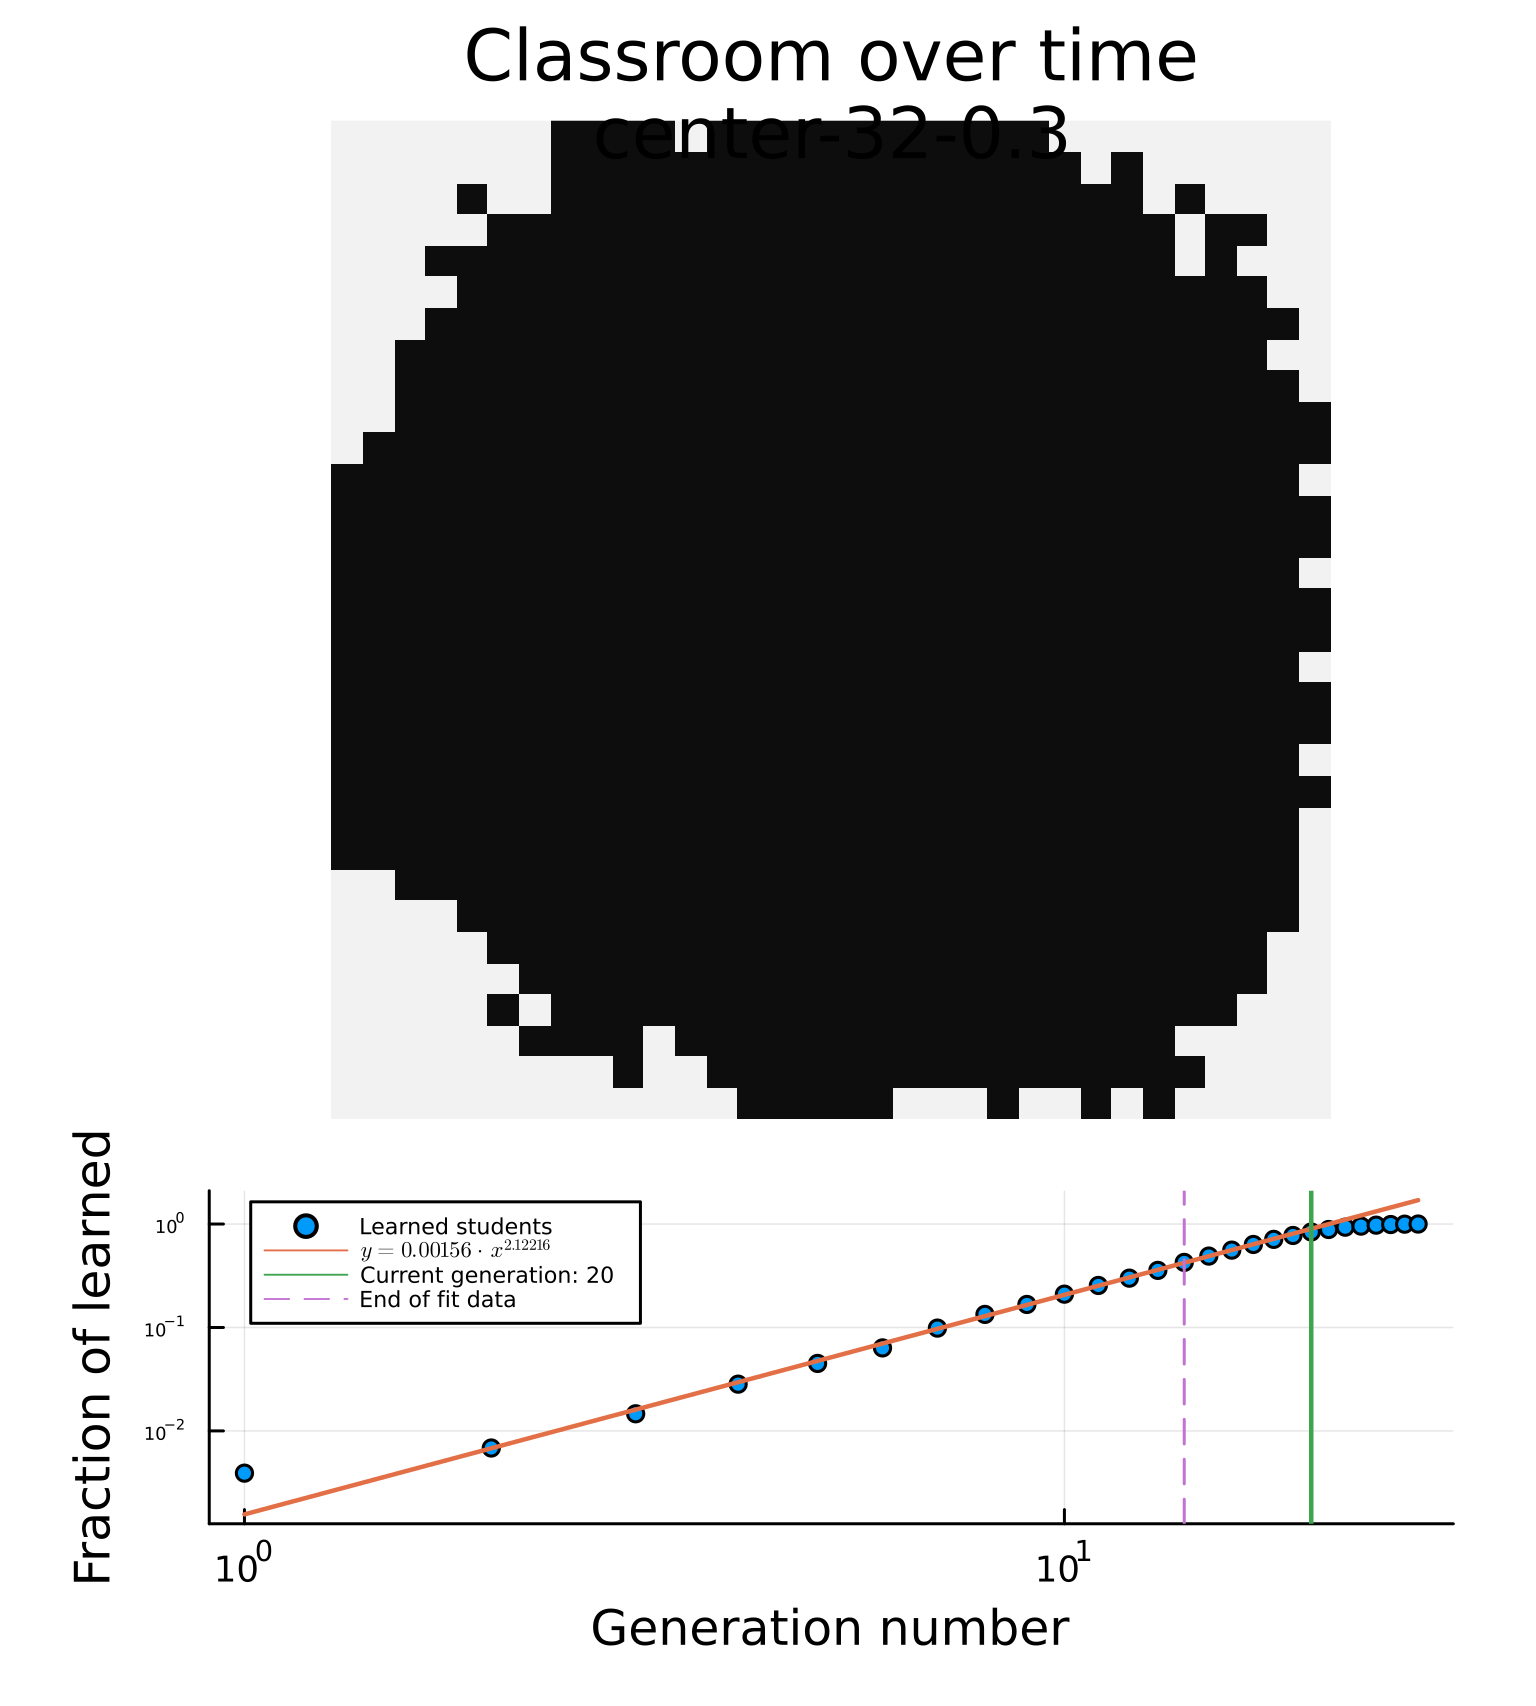 Classroom over time
center-32-0.3
Fraction of learned
10^0
10^-1
10^-2
Learned students
y = 0.00156 · x^2.12216
Current generation: 20
End of fit data
10^0
10^1
Generation number